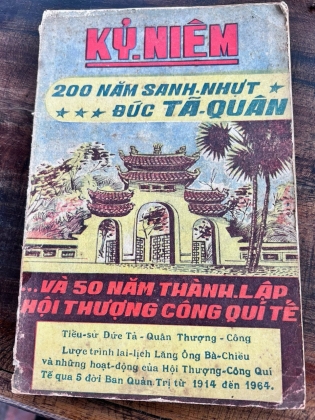 KỶ.NIỆM
200 NĂM SANH.NHỰT
ĐỨC TẢ.QUÂN
...VÀ 50 NĂM THÀNH.LẬP
HỘI THƯỢNG CÔNG QUÍ TẾ
Tiểu-sử Đức Tả-Quân Thượng-Công
Lược trình lai-lịch Lăng Ông Bà-Chiểu
và những hoạt-động của Hội Thượng-Công Quí
Tế qua 5 đời Ban Quản Trị từ 1914 đến 1964.